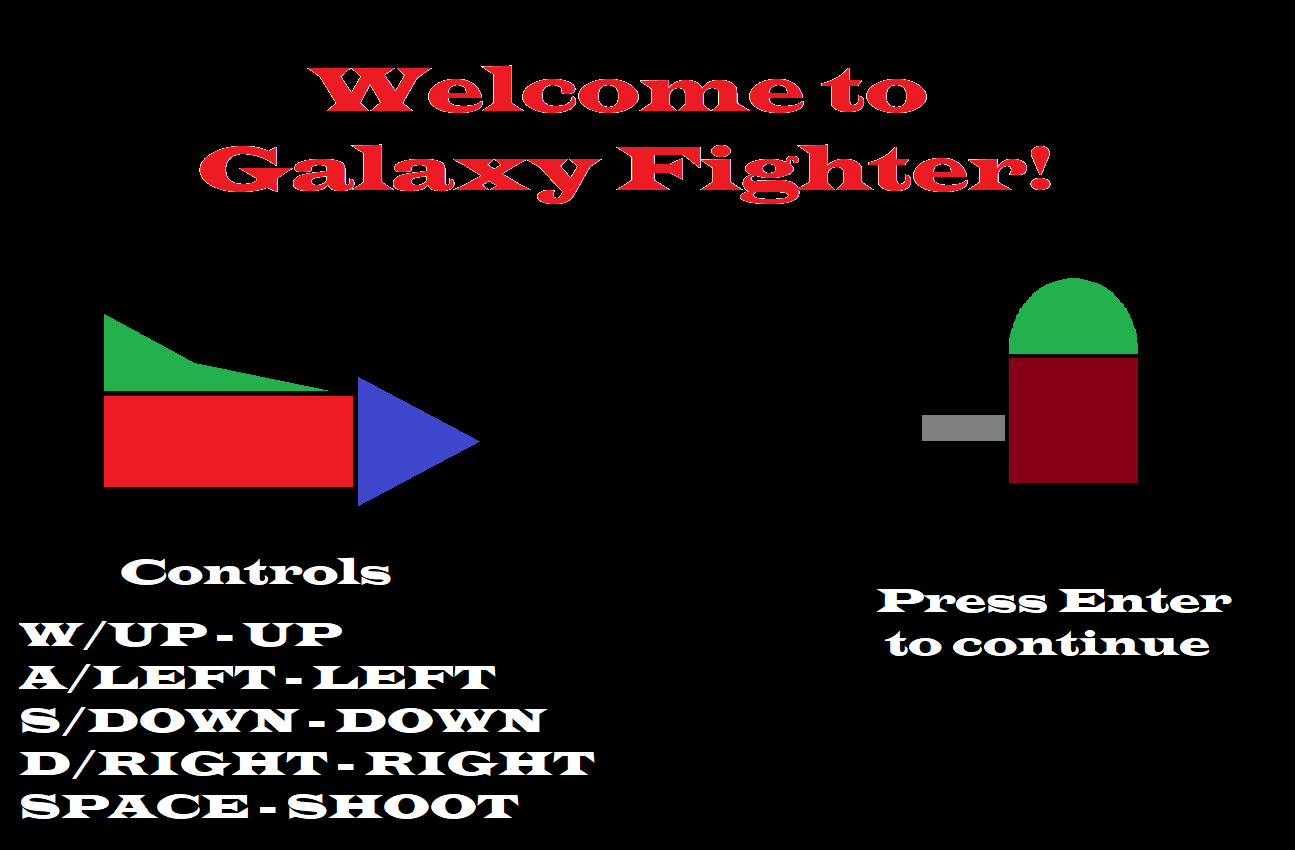 Welcome to
Galaxy Fighter!
Controls
W/UP - UP
A/LEFT - LEFT
S/DOWN - DOWN
D/RIGHT - RIGHT
SPACE - SHOOT
Press Enter
to continue